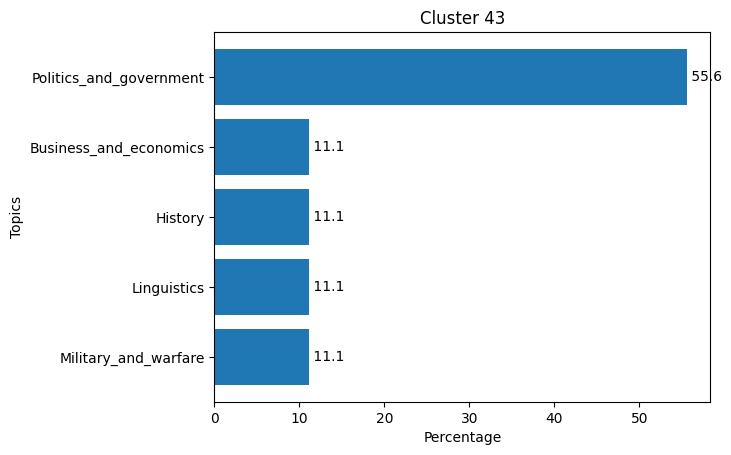 Cluster 43
Politics_and_government
55.6
Business_and_economics
11.1
History
11.1
Linguistics
11.1
Military_and_warfare
11.1
Topics
0 10 20 30 40 50
Percentage